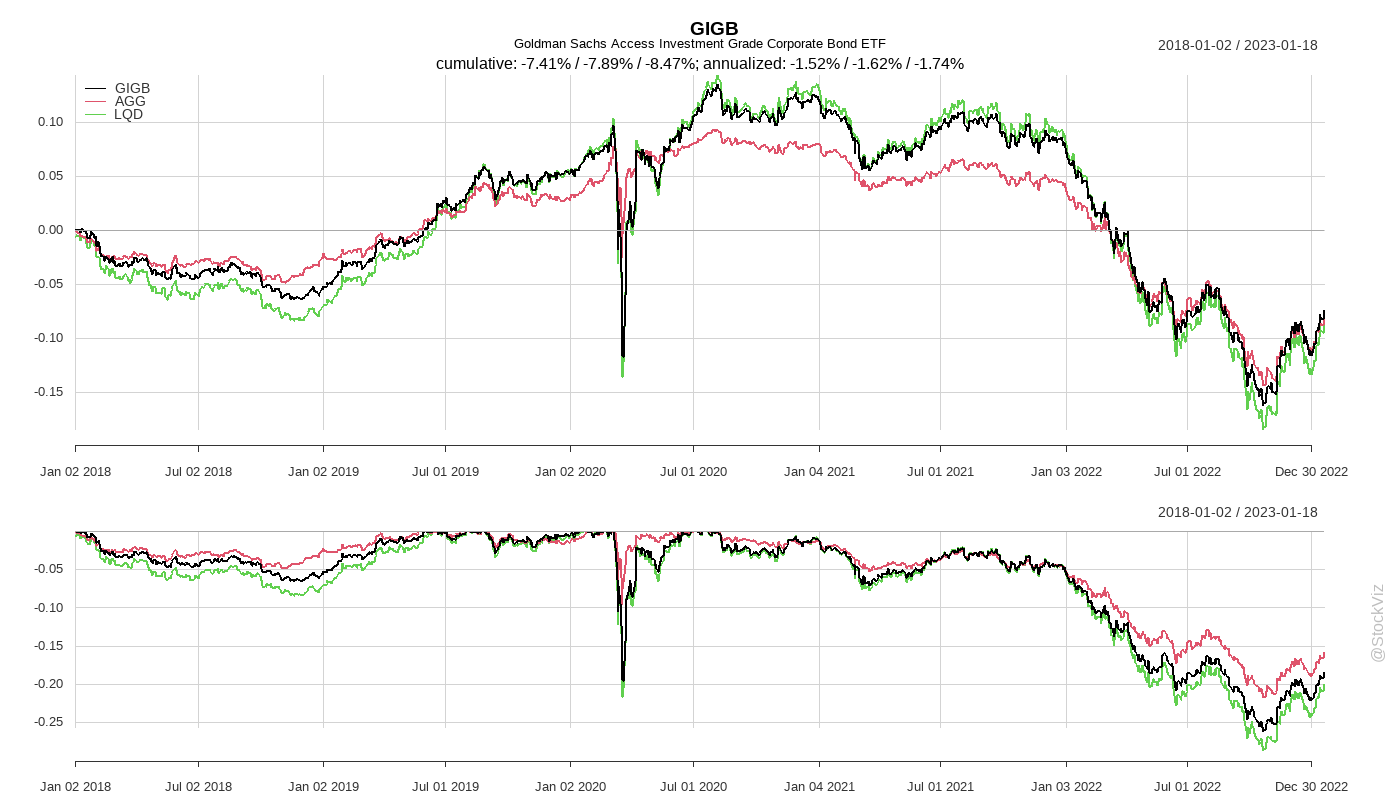 GIGB
Goldman Sachs Access Investment Grade Corporate Bond ETF
2018-01-02 / 2023-01-18
cumulative: -7.41% / -7.89% / -8.47%; annualized: -1.52% / -1.62% / -1.74%
GIGB
AGG
LQD
0.10
0.05
0.00
-0.05
-0.10
-0.15
Jan 02 2018 Jul 02 2018 Jan 02 2019 Jul 01 2019 Jan 02 2020 Jul 01 2020 Jan 04 2021 Jul 01 2021 Jan 03 2022 Jul 01 2022 Dec 30 2022
2018-01-02 / 2023-01-18
-0.05
-0.10
-0.15
-0.20
-0.25
Jan 02 2018 Jul 02 2018 Jan 02 2019 Jul 01 2019 Jan 02 2020 Jul 01 2020 Jan 04 2021 Jul 01 2021 Jan 03 2022 Jul 01 2022 Dec 30 2022
@StockViz